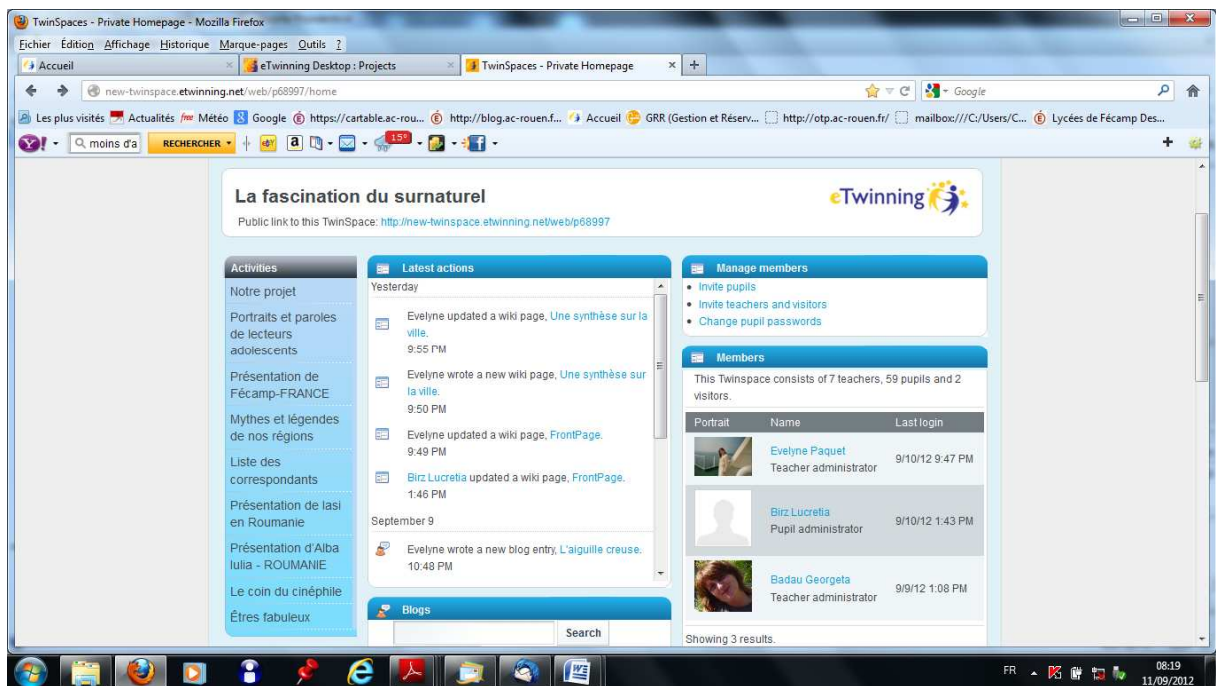 TwinSpaces - Private Homepage - Mozilla Firefox
Fichier Édition Affichage Historique Marque-pages Outils ?
Accueil
eTwinning Desktop : Projects
TwinSpaces - Private Homepage
new-twinspace.etwinning.net/web/p68997/home
Google
Les plus visités Actualités Météo Google https://cartable.ac-rou... http://blog.ac-rouen.f... Accueil GRR (Gestion et Réserv... http://otp.ac-rouen.fr/ mailbox:///C:/Users/C... Lycées de Fécamp Des...
moins d'a RECHERCHER 15°
La fascination du surnaturel
eTwinning
Public link to this TwinSpace: http://new-twinspace.etwinning.net/web/p68997
Activities
Notre projet
Portraits et paroles
de lecteurs
adolescents
Présentation de
Fécamp-FRANCE
Mythes et légendes
de nos régions
Liste des
correspondants
Présentation de Iasi
en Roumanie
Présentation d'Alba
Iulia - ROUMANIE
Le coin du cinéphile
Êtres fabuleux
Latest actions
Yesterday
Evelyne updated a wiki page, Une synthèse sur la
ville.
9:55 PM
Evelyne wrote a new wiki page, Une synthèse sur
la ville.
9:50 PM
Evelyne updated a wiki page, FrontPage.
9:49 PM
Birz Lucretia updated a wiki page, FrontPage.
1:46 PM
September 9
Evelyne wrote a new blog entry, L'aiguille creuse.
10:48 PM
Blogs
Search
Manage members
Invite pupils
Invite teachers and visitors
Change pupil passwords
Members
This Twinspace consists of 7 teachers, 59 pupils and 2
visitors.
Portrait Name Last login
Evelyne Paquet
Teacher administrator
9/10/12 9:47 PM
Birz Lucretia
Pupil administrator
9/10/12 1:43 PM
Badau Georgeta
Teacher administrator
9/9/12 1:08 PM
Showing 3 results.
FR
08:19
11/09/2012